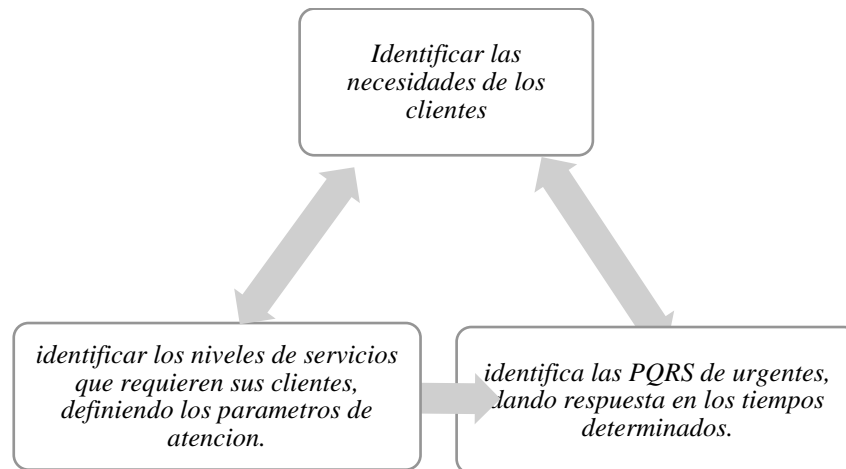 Identificar las
necesidades de los
clientes
identificar los niveles de servicios
que requieren sus clientes,
definiendo los parametros de
atencion.
identifica las PQRS de urgentes,
dando respuesta en los tiempos
determinados.